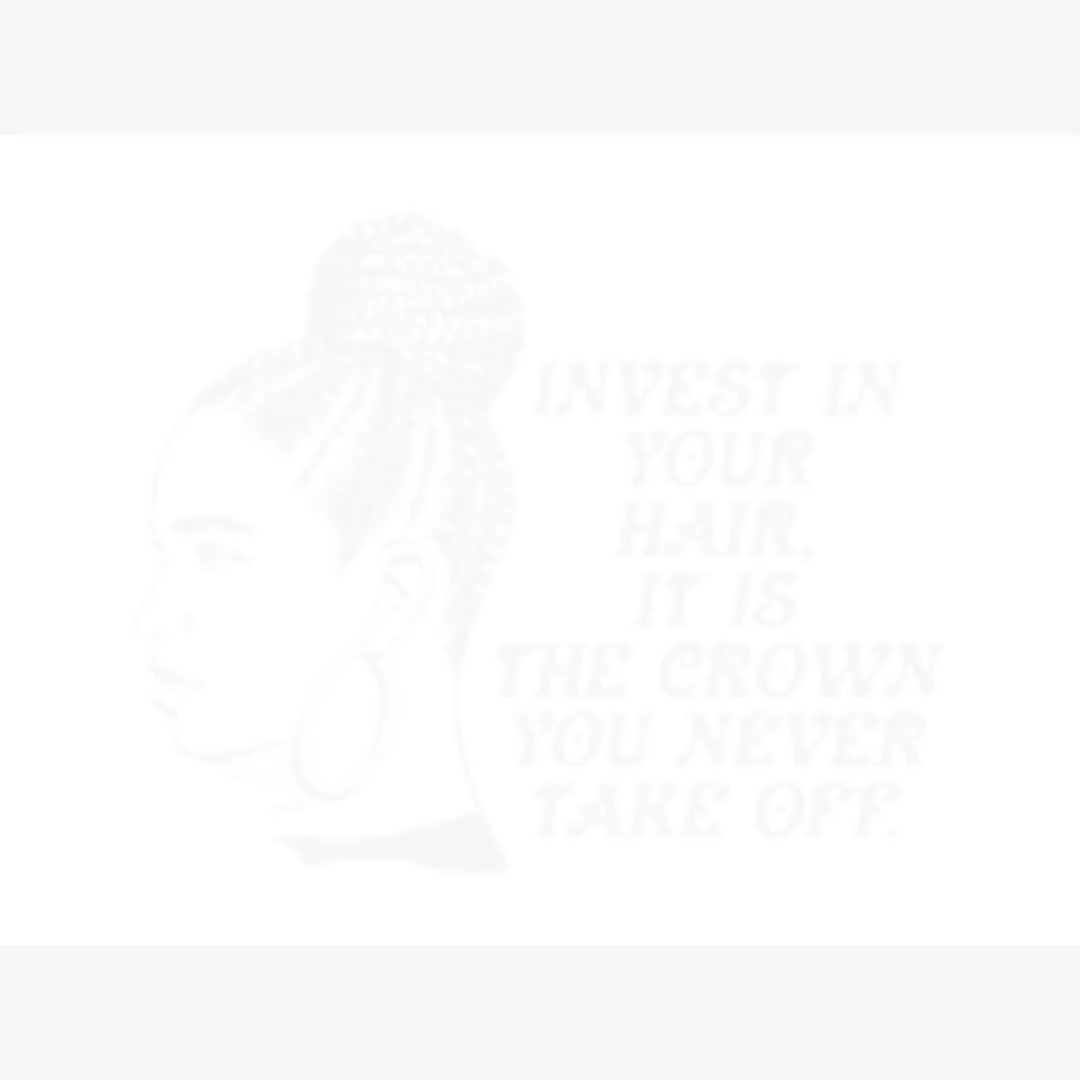 INVEST IN
YOUR
HAIR.
IT IS
THE CROWN
YOU NEVER
TAKE OFF.